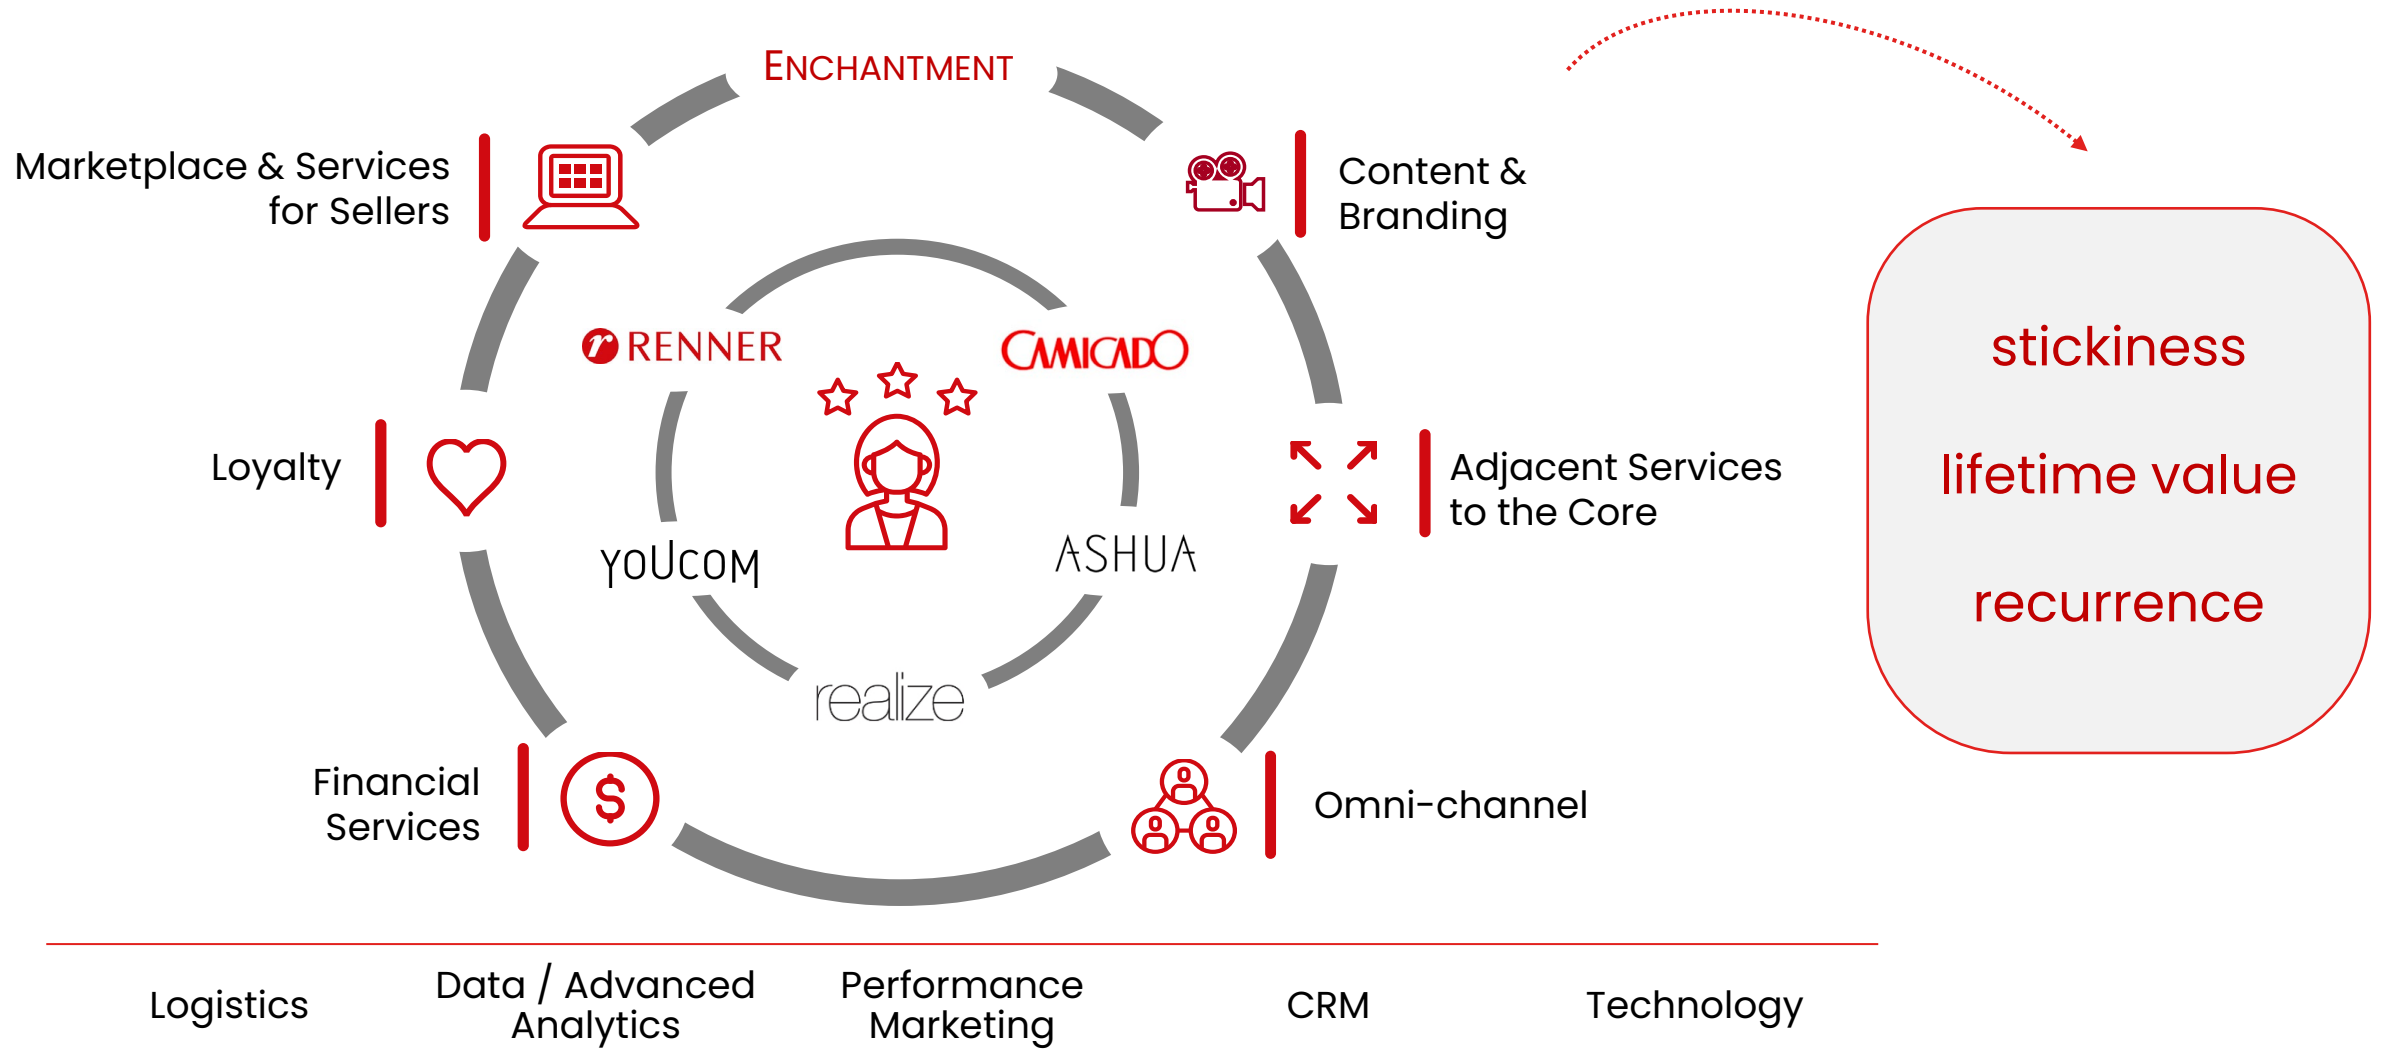 ENCHANTMENT
Marketplace & Services
for Sellers
Content &
Branding
RENNER
CAMICADO
Loyalty
Adjacent Services
to the Core
YOUCOM
ASHUA
realize
Financial
Services
$
Omni-channel
stickiness
lifetime value
recurrence
Logistics
Data / Advanced
Analytics
Performance
Marketing
CRM
Technology